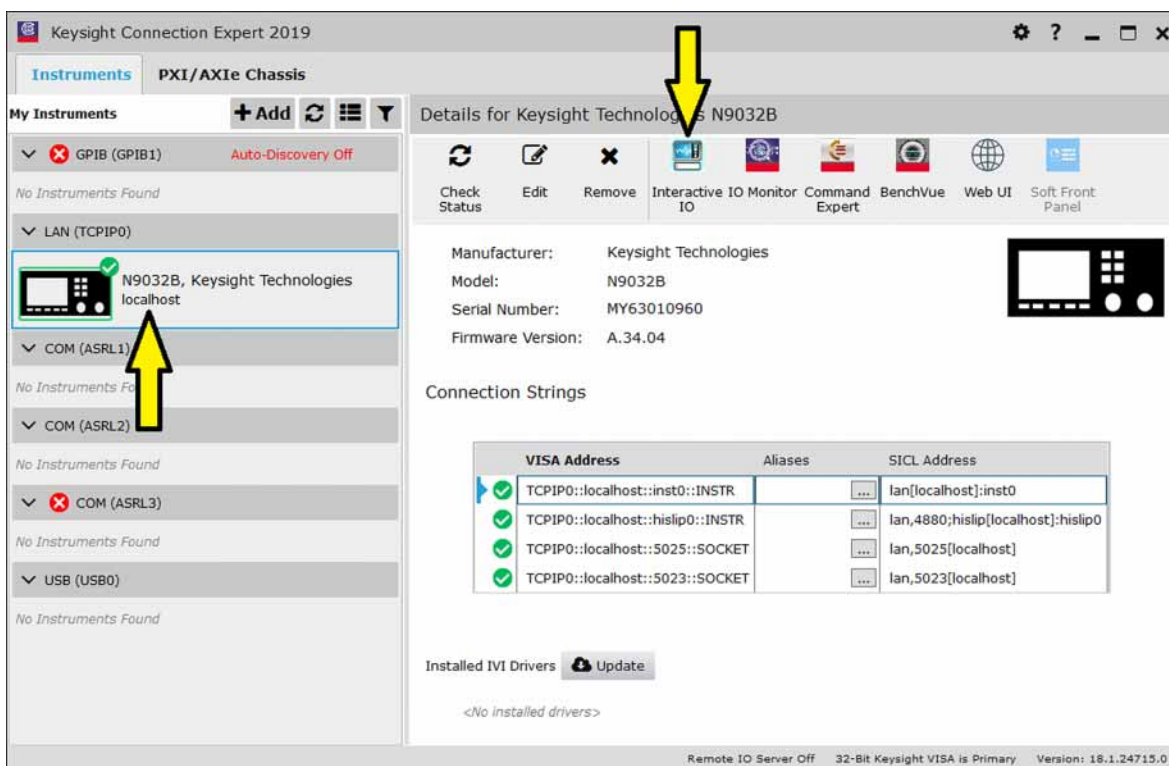 Keysight Connection Expert 2019
Instruments PXI/AXIe Chassis
My Instruments
Add
GPIB (GPIB1) Auto-Discovery Off
No Instruments Found
LAN (TCPIP0)
N9032B, Keysight Technologies
localhost
COM (ASRL1)
No Instruments
COM (ASRL2)
No Instruments Found
COM (ASRL3)
No Instruments Found
USB (USB0)
No Instruments Found
Details for Keysight Technologies N9032B
Check Status
Edit
Remove
Interactive IO
IO Monitor
Command Expert
BenchVue
Web UI
Soft Front Panel
Manufacturer: Keysight Technologies
Model: N9032B
Serial Number: MY63010960
Firmware Version: A.34.04
Connection Strings
VISA Address Aliases SICL Address
TCPIP0::localhost::inst0::INSTR ... lan[localhost]:inst0
TCPIP0::localhost::hislip0::INSTR ... lan,4880;hislip[localhost]:hislip0
TCPIP0::localhost::5025::SOCKET ... lan,5025[localhost]
TCPIP0::localhost::5023::SOCKET ... lan,5023[localhost]
Installed IVI Drivers Update
<No installed drivers>
Remote IO Server Off 32-Bit Keysight VISA is Primary Version: 18.1.24715.0